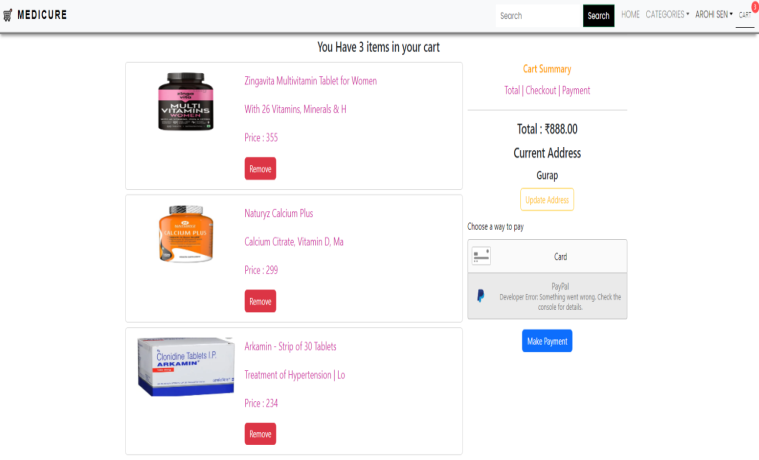 MEDICURE
Search
Search
HOME
CATEGORIES
AROHI SEN
CART
3
You Have 3 items in your cart
MULTI
VITAMINS
WOMEN
Zingavita Multivitamin Tablet for Women
With 26 Vitamins, Minerals & H
Price : 355
Remove
CALCIUM PLUS
Naturyz Calcium Plus
Calcium Citrate, Vitamin D, Ma
Price : 299
Remove
Clonidine Tablets I.P.
ARKAMIN
Arkamin - Strip of 30 Tablets
Treatment of Hypertension | Lo
Price : 234
Remove
Cart Summary
Total | Checkout | Payment
Total : ₹888.00
Current Address
Gurap
Update Address
Choose a way to pay
Card
PayPal
Developer Error: Something went wrong. Check the
console for details.
Make Payment